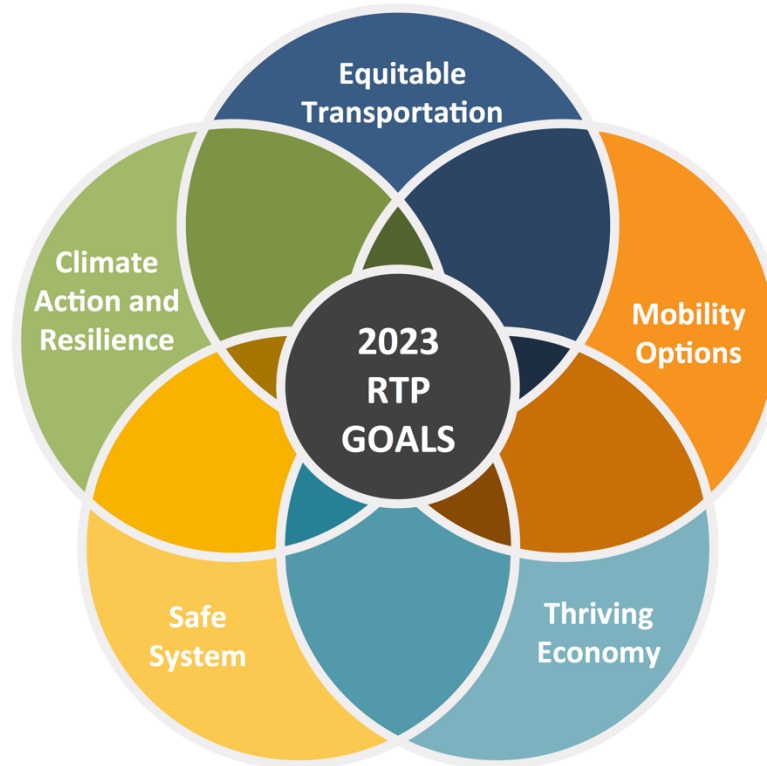 Equitable
Transportation
Climate
Action and
Resilience
Mobility
Options
2023
RTP
GOALS
Safe
System
Thriving
Economy